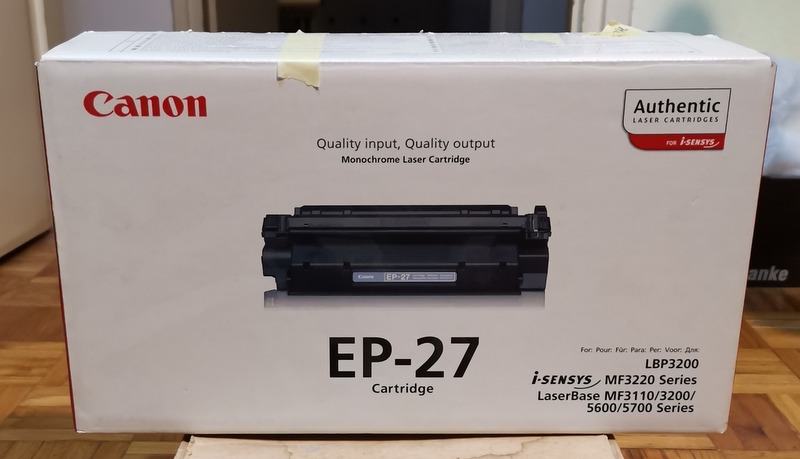 Canon
Authentic
LASER CARTRIDGES
FOR i-SENSYS
Quality input, Quality output
Monochrome Laser Cartridge
Canon EP-27
EP-27
Cartridge
For: Pour: Für: Para: Per: Voor: Для:
LBP3200
i-SENSYS MF3220 Series
LaserBase MF3110/3200/
5600/5700 Series
anke